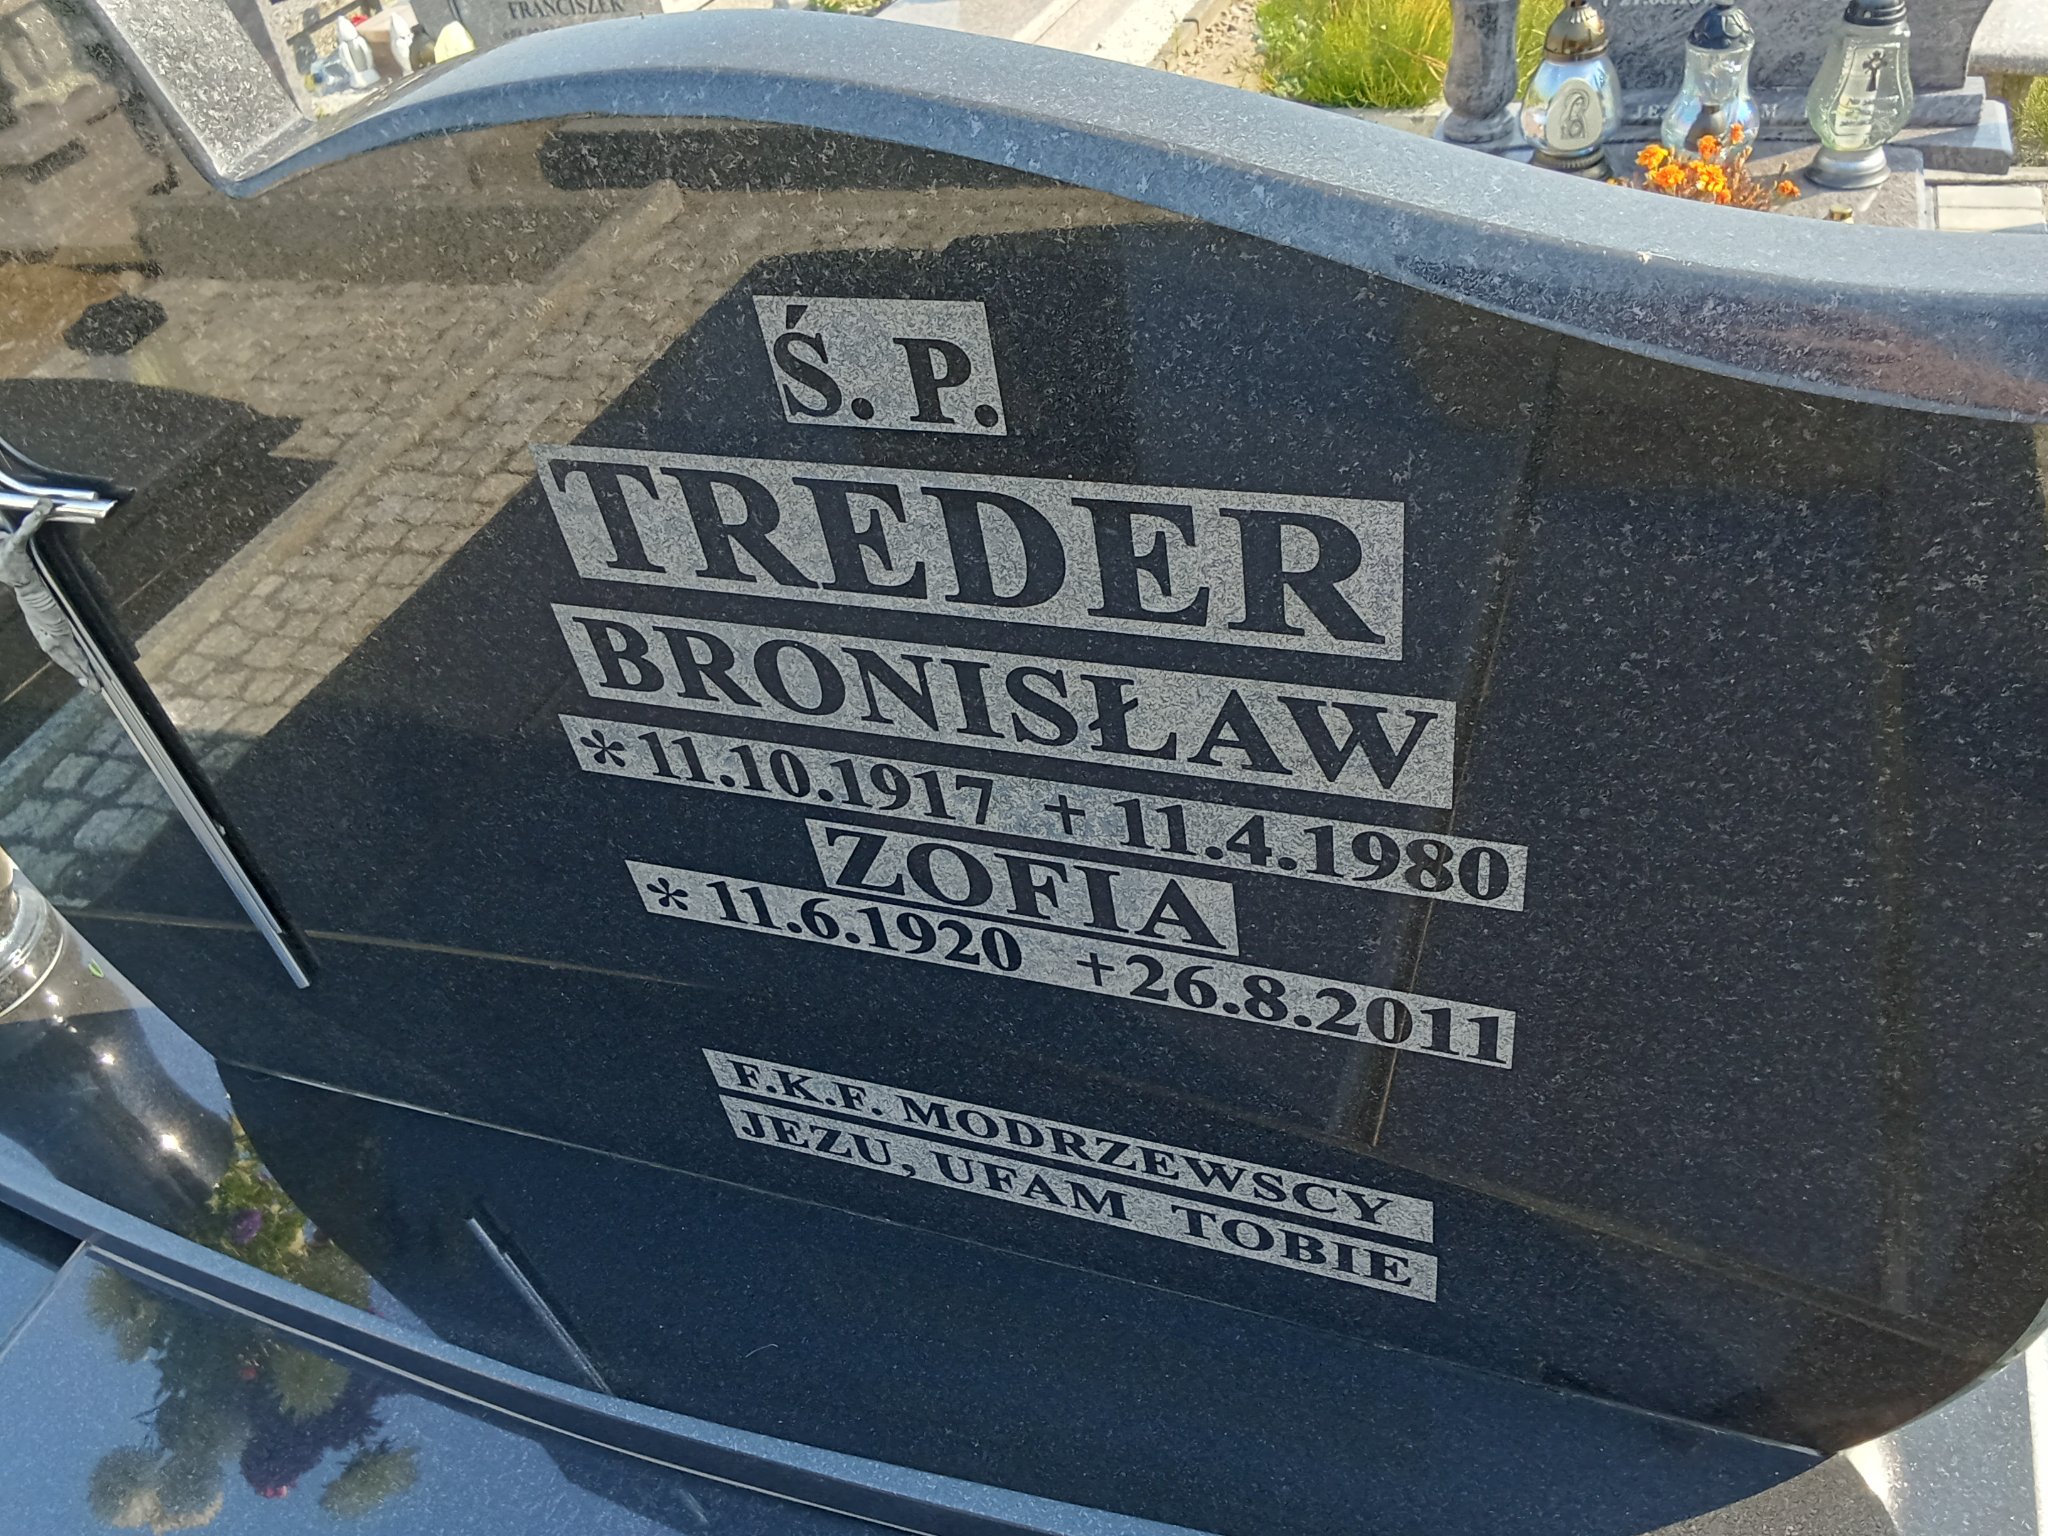 FRANCISZEK
Ś. P.
TREDER
BRONISŁAW
* 11.10.1917 + 11.4.1980
ZOFIA
* 11.6.1920 + 26.8.2011
F.K.F. MODRZEWSCY
JEZU, UFAM TOBIE